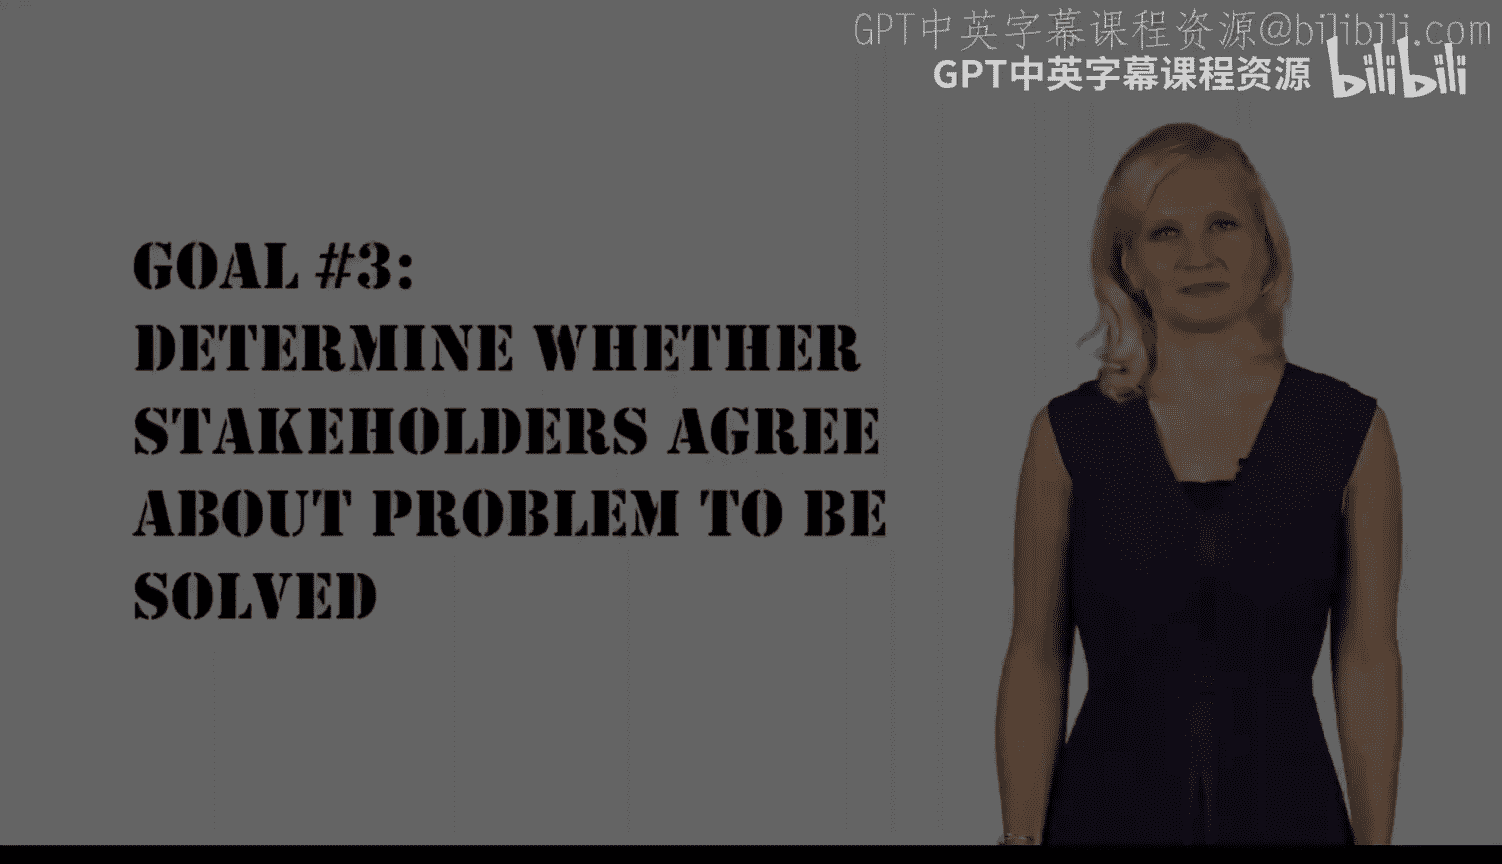 GPT中英字幕课程资源@bilibili.com
GPT中英字幕课程资源 bilibili
GOAL #3:
DETERMINE WHETHER
STAKEHOLDERS AGREE
ABOUT PROBLEM TO BE
SOLVED